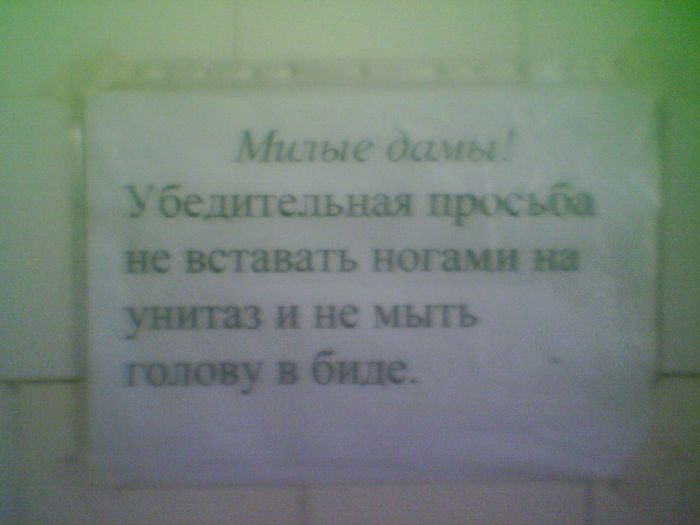 Милые дамы!
Убедительная просьба
не вставать ногами на
унитаз и не мыть
голову в биде.